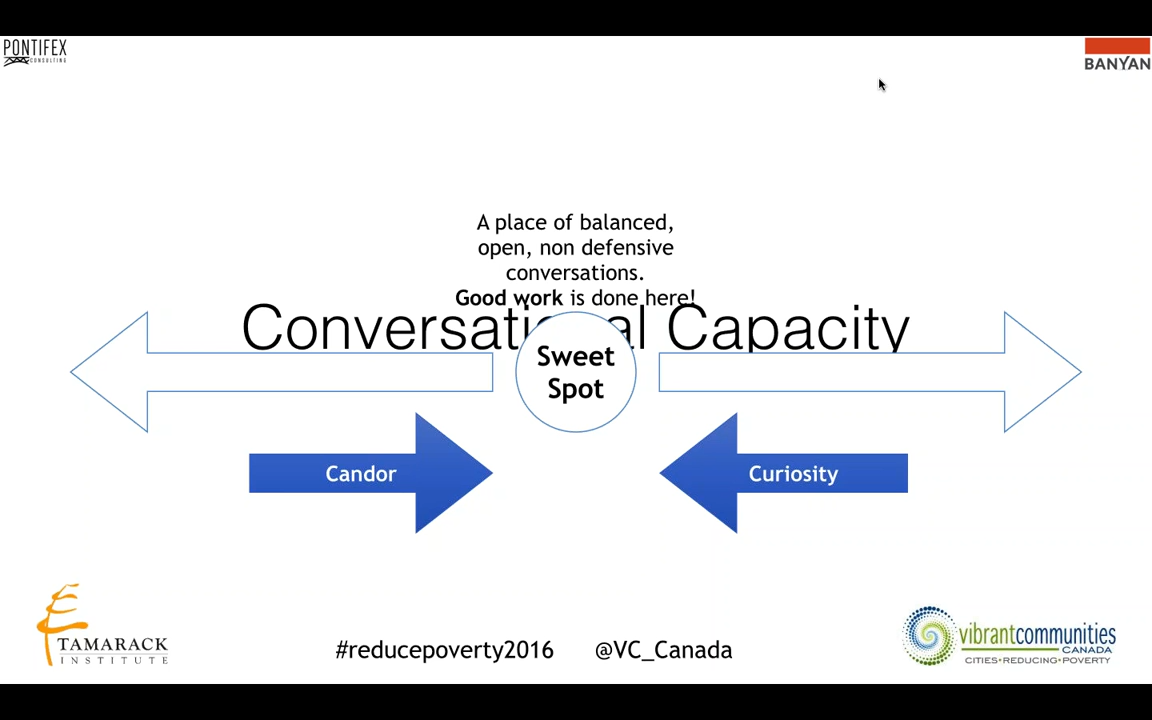 PONTIFEX
CONSULTING
BANYAN
A place of balanced,
open, non defensive
conversations.
Good work is done here!
Conversational Capacity
Sweet
Spot
Candor
Curiosity
TAMARACK
INSTITUTE
#reducepoverty2016 @VC_Canada
vibrantcommunities
CANADA
CITIES•REDUCING•POVERTY